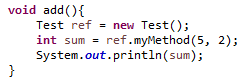 void add(){
Test ref = new Test();
int sum = ref.myMethod(5, 2);
System.out.println(sum);
}